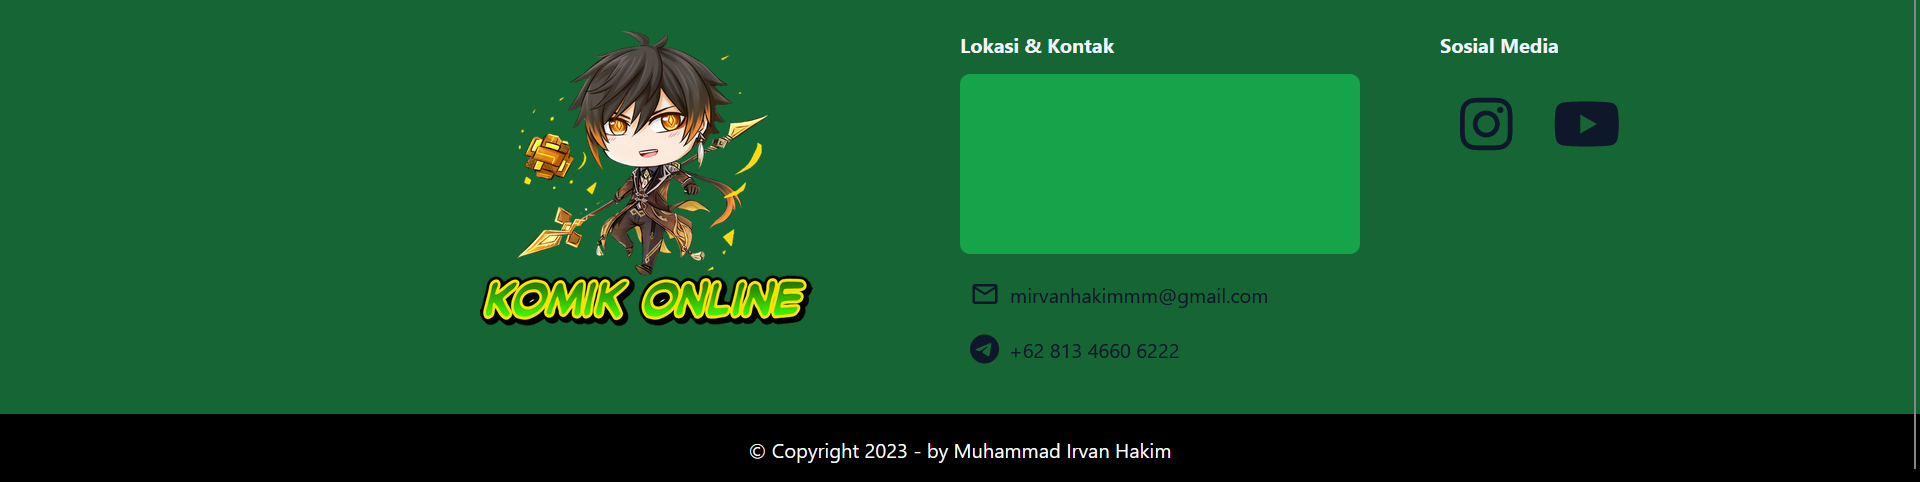 KOMIK ONLINE
Lokasi & Kontak
mirvanhakimmm@gmail.com
+62 813 4660 6222
Sosial Media
© Copyright 2023 - by Muhammad Irvan Hakim